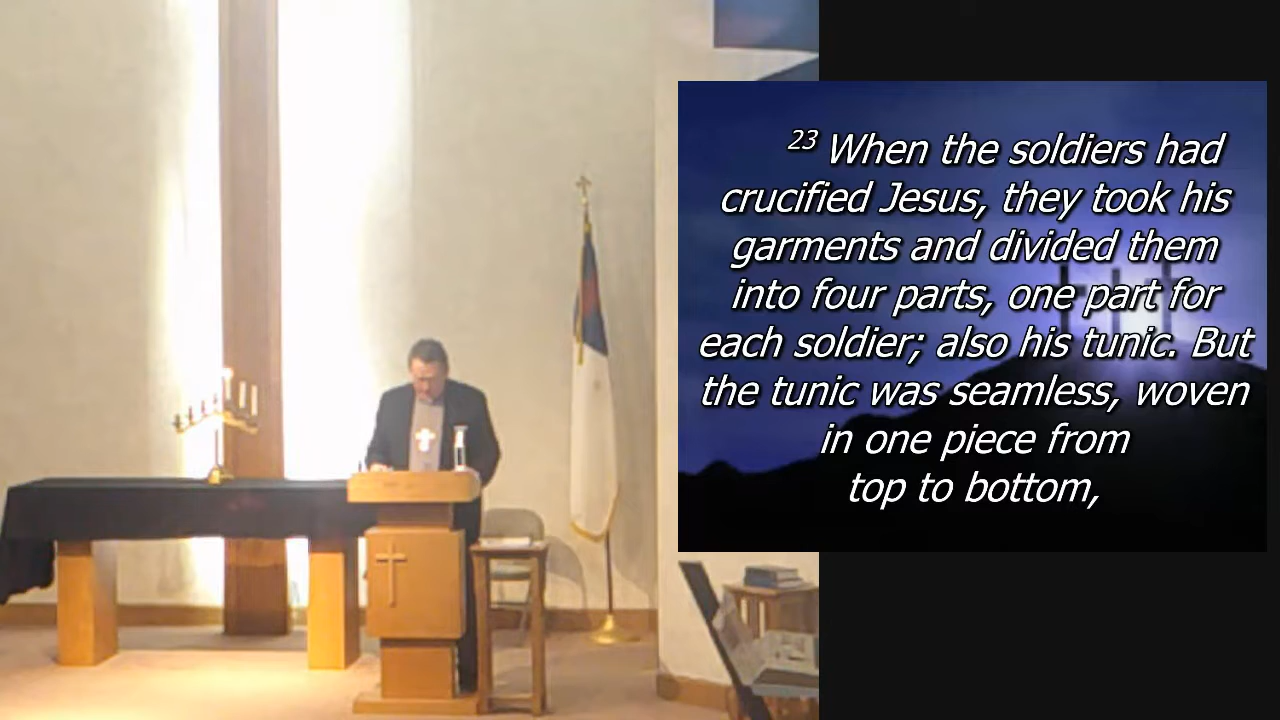 23 When the soldiers had
crucified Jesus, they took his
garments and divided them
into four parts, one part for
each soldier; also his tunic. But
the tunic was seamless, woven
in one piece from
top to bottom,